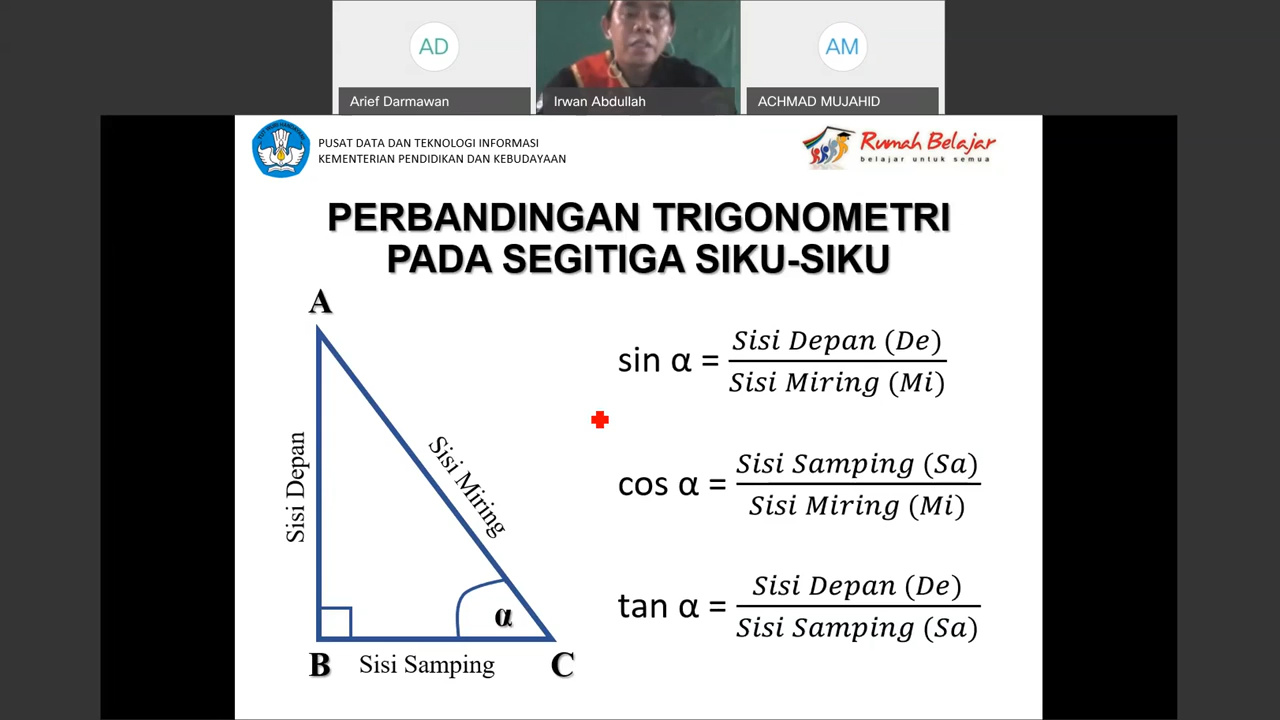 AD
AM
Arief Darmawan
Irwan Abdullah
ACHMAD MUJAHID
PUSAT DATA DAN TEKNOLOGI INFORMASI
KEMENTERIAN PENDIDIKAN DAN KEBUDAYAAN
Rumah Belajar
belajar untuk semua
PERBANDINGAN TRIGONOMETRI
PADA SEGITIGA SIKU-SIKU
A
Sisi Depan
Sisi Miring
α
B
Sisi Samping
C
sin α = Sisi Depan (De)
Sisi Miring (Mi)
cos α = Sisi Samping (Sa)
Sisi Miring (Mi)
tan α = Sisi Depan (De)
Sisi Samping (Sa)